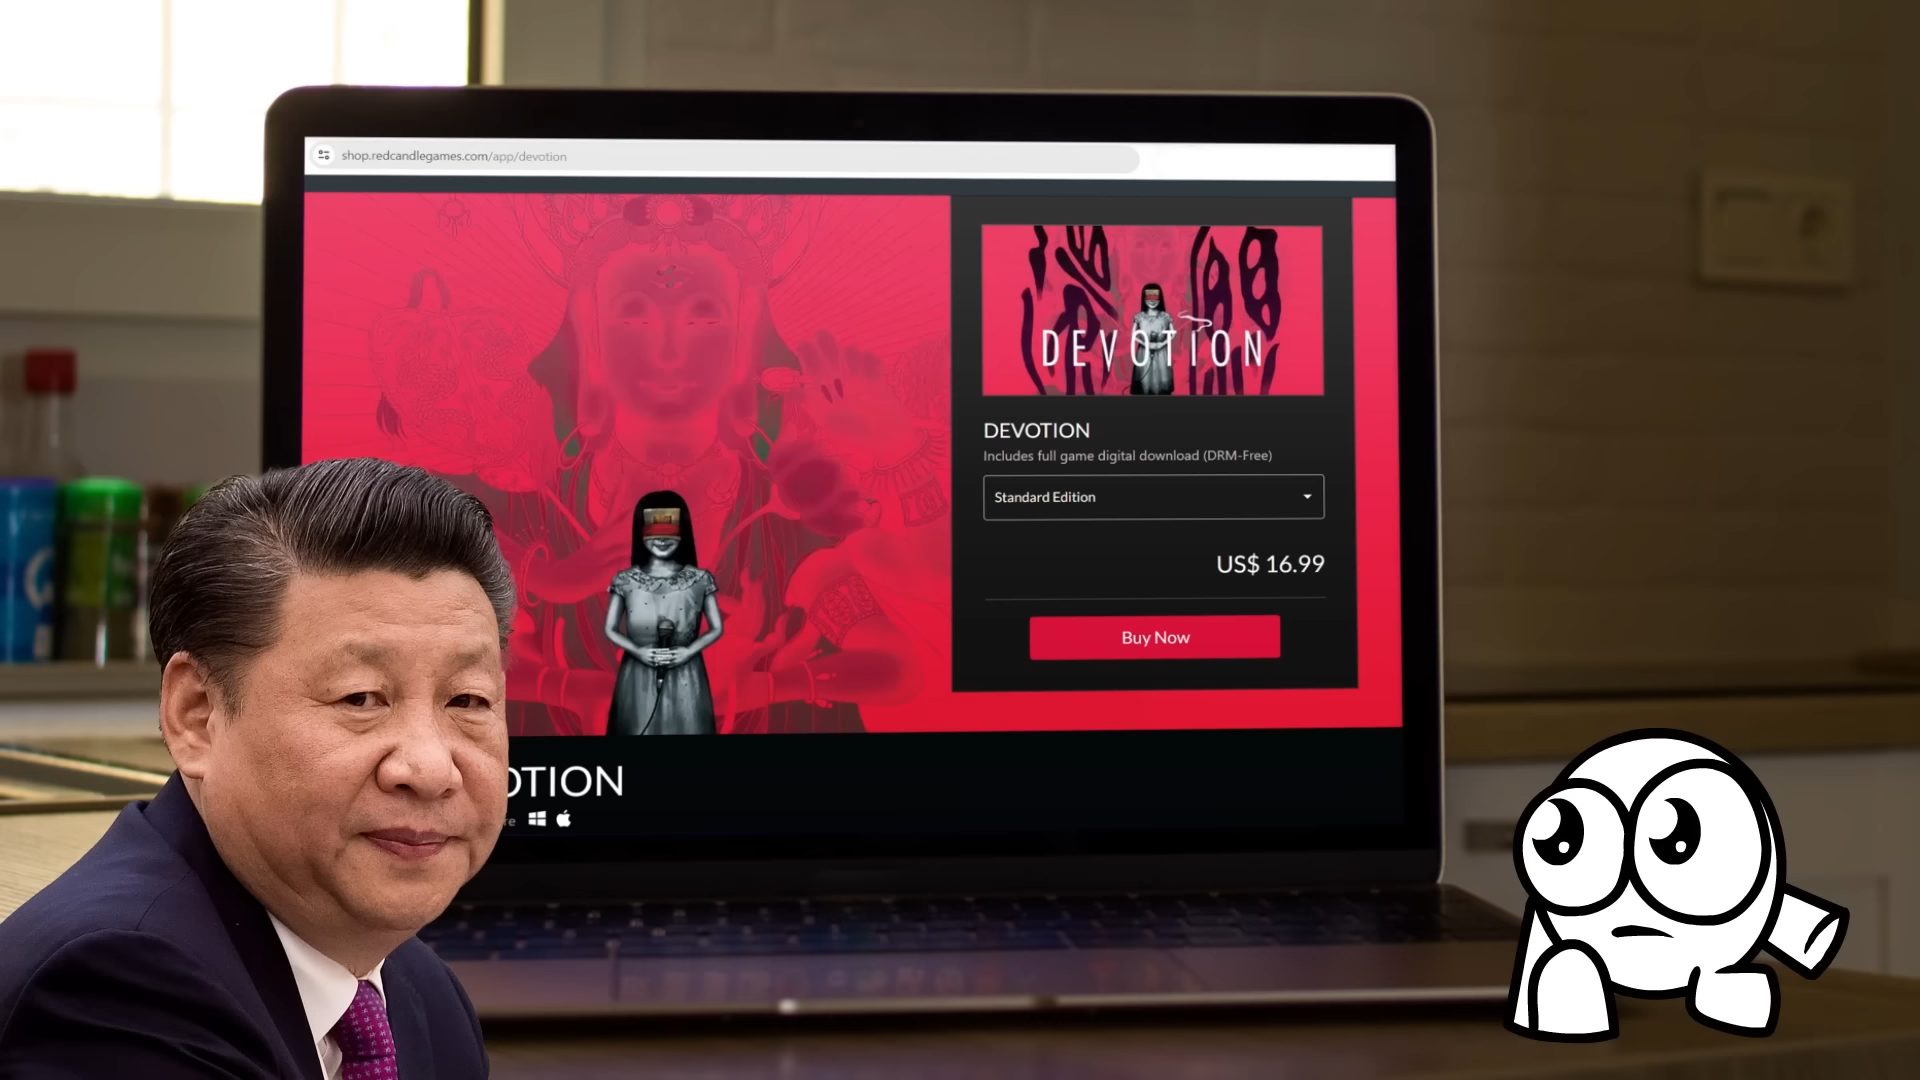 shop.redcandlegames.com/app/devotion
DEVOTION
DEVOTION
Includes full game digital download (DRM-Free)
Standard Edition
US$ 16.99
Buy Now
OTION
re